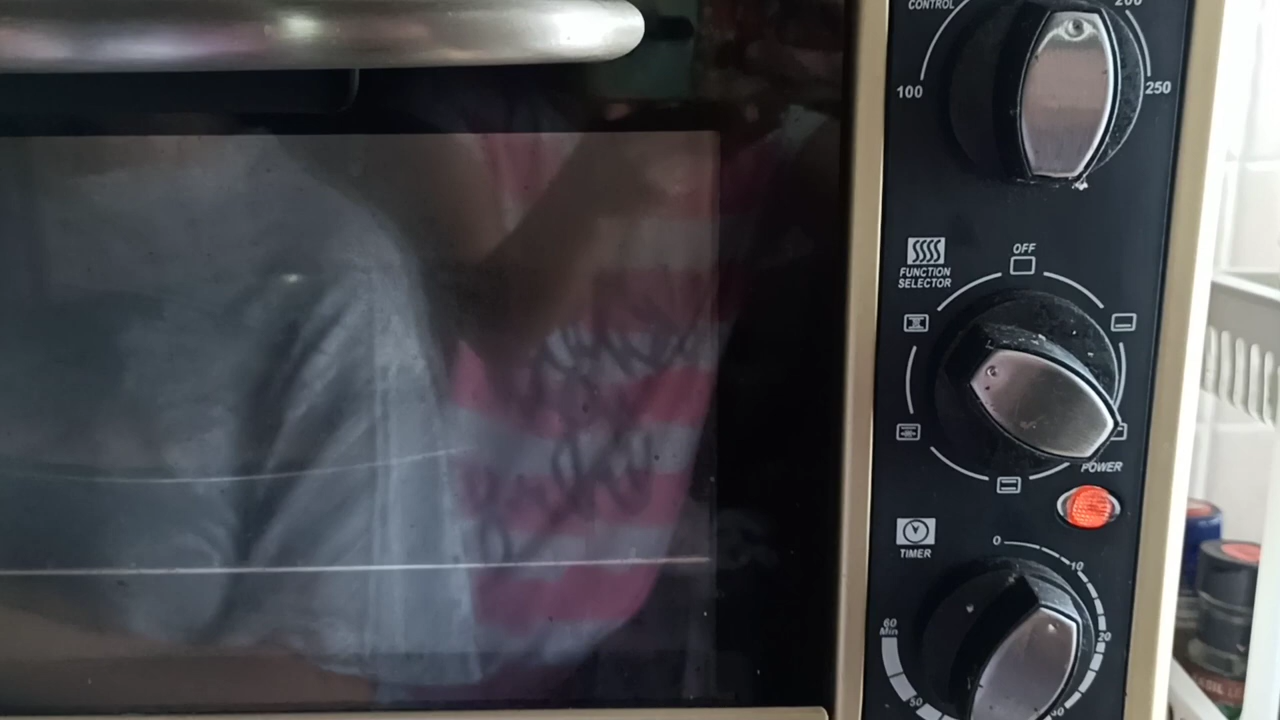 CONTROL
200
100
250
FUNCTION
SELECTOR
OFF
POWER
TIMER
0
10
20
60
Min
50